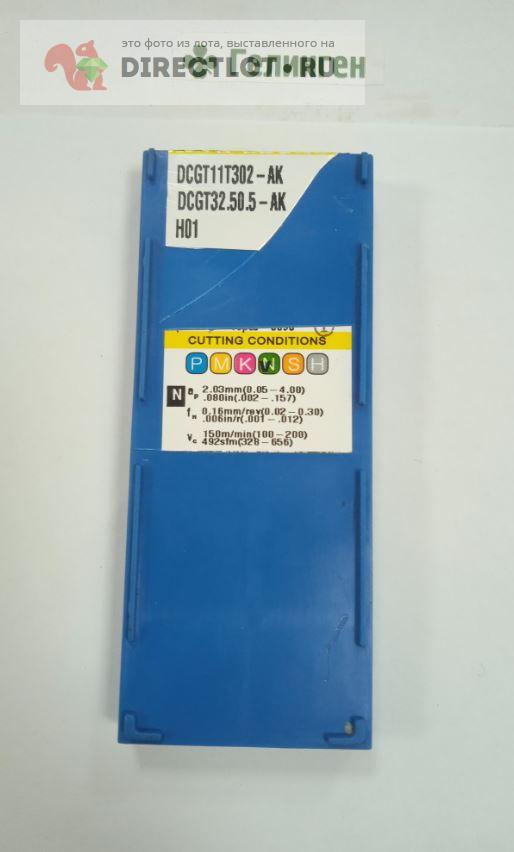 это фото из лота, выставленного на
DIRECTLOT.RU
DCGT11T302-AK
DCGT32.50.5-AK
H01
CUTTING CONDITIONS
P M K N S H
N ap 2.03mm(0.05-4.00)
.080in(.002-.157)
fn 0.16mm/rev(0.02-0.30)
.006in/r(.001-.012)
Vc 150m/min(100-200)
492sfm(328-656)